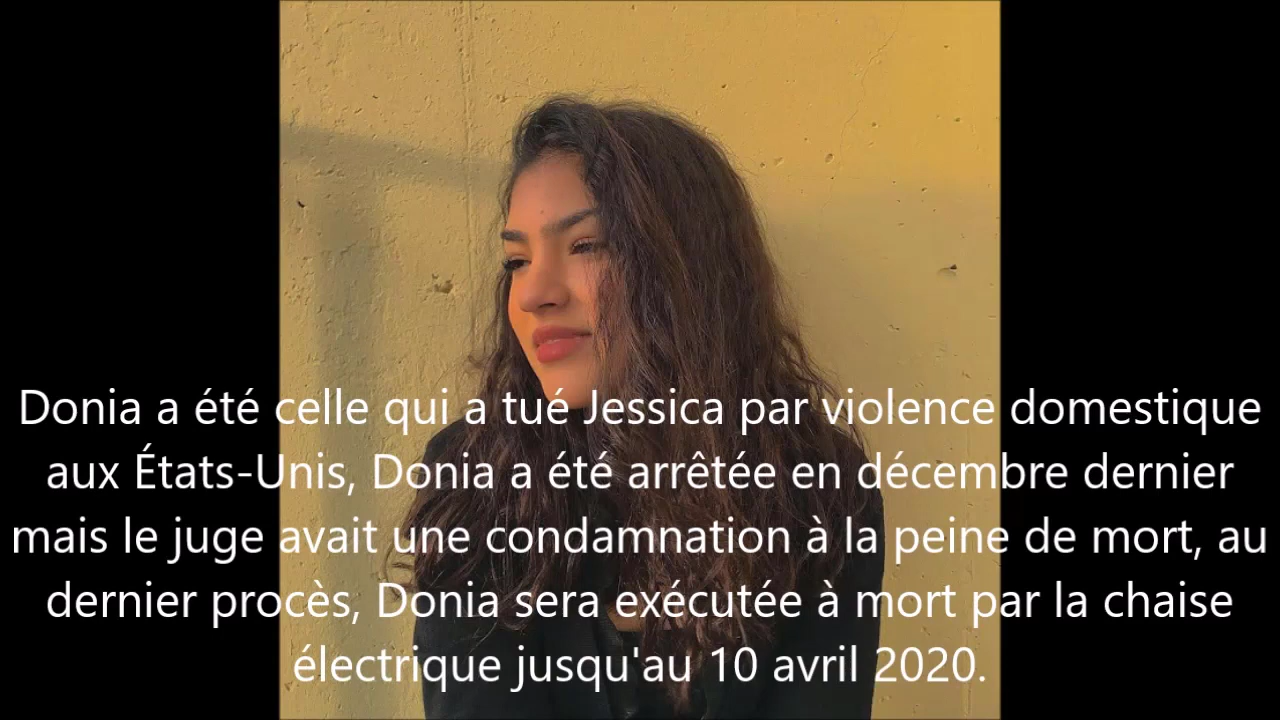 Donia a été celle qui a tué Jessica par violence domestique
aux États-Unis, Donia a été arrêtée en décembre dernier
mais le juge avait une condamnation à la peine de mort, au
dernier procès, Donia sera exécutée à mort par la chaise
électrique jusqu'au 10 avril 2020.